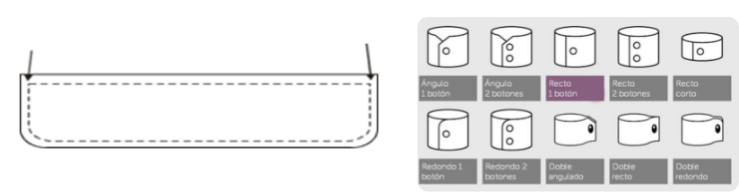 Ángulo
1 botón
Ángulo
2 botones
Recto
1 botón
Recto
2 botones
Recto
corto
Redondo 1
botón
Redondo 2
botones
Doble
angulado
Doble
recto
Doble
redondo